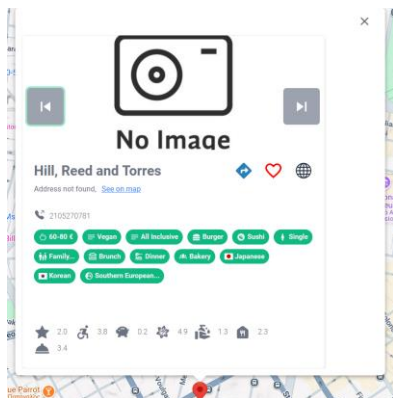 No Image
Hill, Reed and Torres
Address not found, See on map
2105270781
60-80 € Vegan All Inclusive Burger Sushi Single
Family... Brunch Dinner Bakery Japanese
Korean Southern European...
2.0 3.8 0.2 4.9 1.3 2.3
3.4
ue Parrot